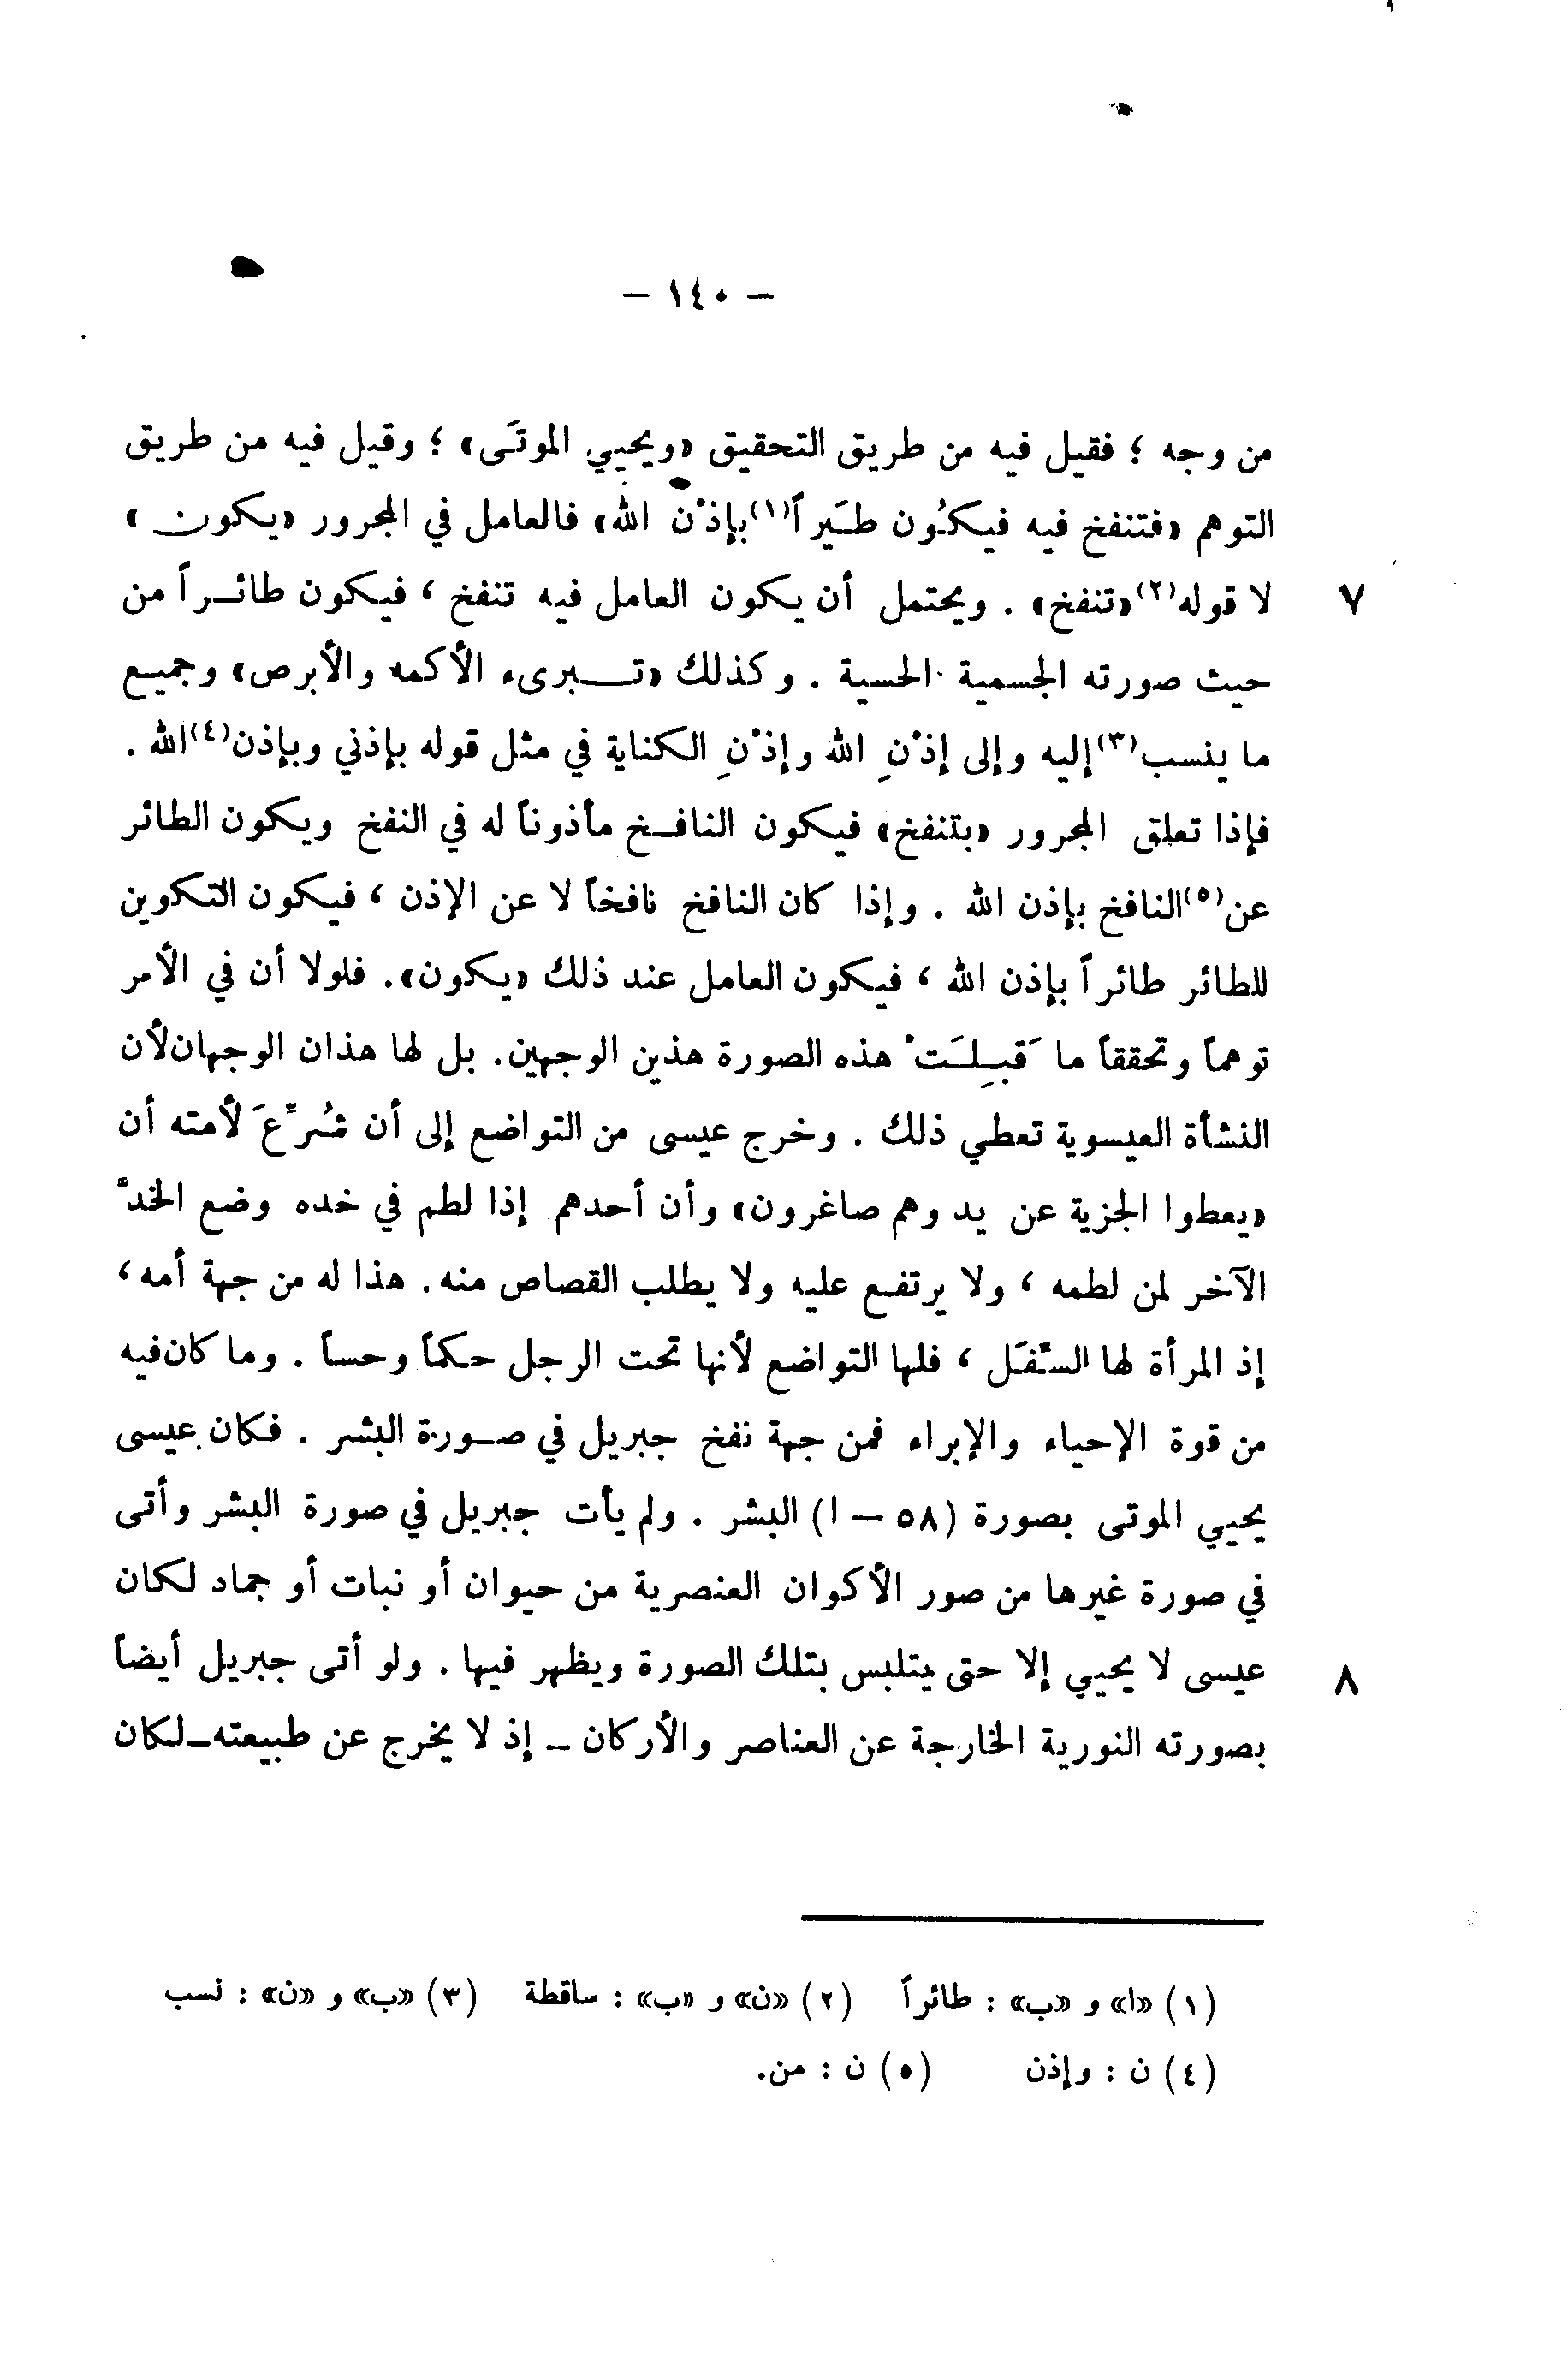 — ١٤٠ —
من وجه ؛ فقيل فيه من طريق التحقيق «ويحيي الموتَى» ؛ وقيل فيه من طريق
التوهم «فتنفخ فيه فيكُون طَيراً(١) بإذْن الله» فالعامل في المجرور «يكون»
٧ لا قوله(٢) «تنفخ» . ويحتمل أن يكون العامل فيه تنفخ ، فيكون طائراً من
حيث صورته الجسمية الحسية . وكذلك «تبرىء الأكمه والأبرص» وجميع
ما ينسب(٣) إليه وإلى إذْنِ الله وإذْنِ الكناية في مثل قوله بإذني وبإذن(٤) الله .
فإذا تعلق المجرور «بتنفخ» فيكون النافخ مأذوناً له في النفخ ويكون الطائر
عن(٥) النافخ بإذن الله . وإذا كان النافخ نافخاً لا عن الإذن ، فيكون التكوين
للطائر طائراً بإذن الله ، فيكون العامل عند ذلك «يكون». فلولا أن في الأمر
توهماً وتحققاً ما قَبِلَتْ هذه الصورة هذين الوجهين. بل لها هذان الوجهان لأن
النشأة العيسوية تعطي ذلك . وخرج عيسى من التواضع إلى أن شُرِّعَ لأمته أن
«يعطوا الجزية عن يد وهم صاغرون» وأن أحدهم إذا لطم في خده وضع الخدّ
الآخر لمن لطمه ، ولا يرتفع عليه ولا يطلب القصاص منه. هذا له من جهة أمه ،
إذ المرأة لها السُّفَل ، فلها التواضع لأنها تحت الرجل حكماً وحساً . وما كان فيه
من قوة الإحياء والإبراء فمن جهة نفخ جبريل في صورة البشر . فكان عيسى
يحيي الموتى بصورة (٥٨ — ا) البشر . ولم يأت جبريل في صورة البشر وأتى
في صورة غيرها من صور الأكوان العنصرية من حيوان أو نبات أو جماد لكان
٨ عيسى لا يحيي إلا حتى يتلبس بتلك الصورة ويظهر فيها . ولو أتى جبريل أيضاً
بصورته النورية الخارجة عن العناصر والأركان – إذ لا يخرج عن طبيعته – لكان
(١) «ا» و «ب» : طائراً (٢) «ن» و «ب» : ساقطة (٣) «ب» و «ن» : نسب
(٤) ن : وإذن (٥) ن : من.